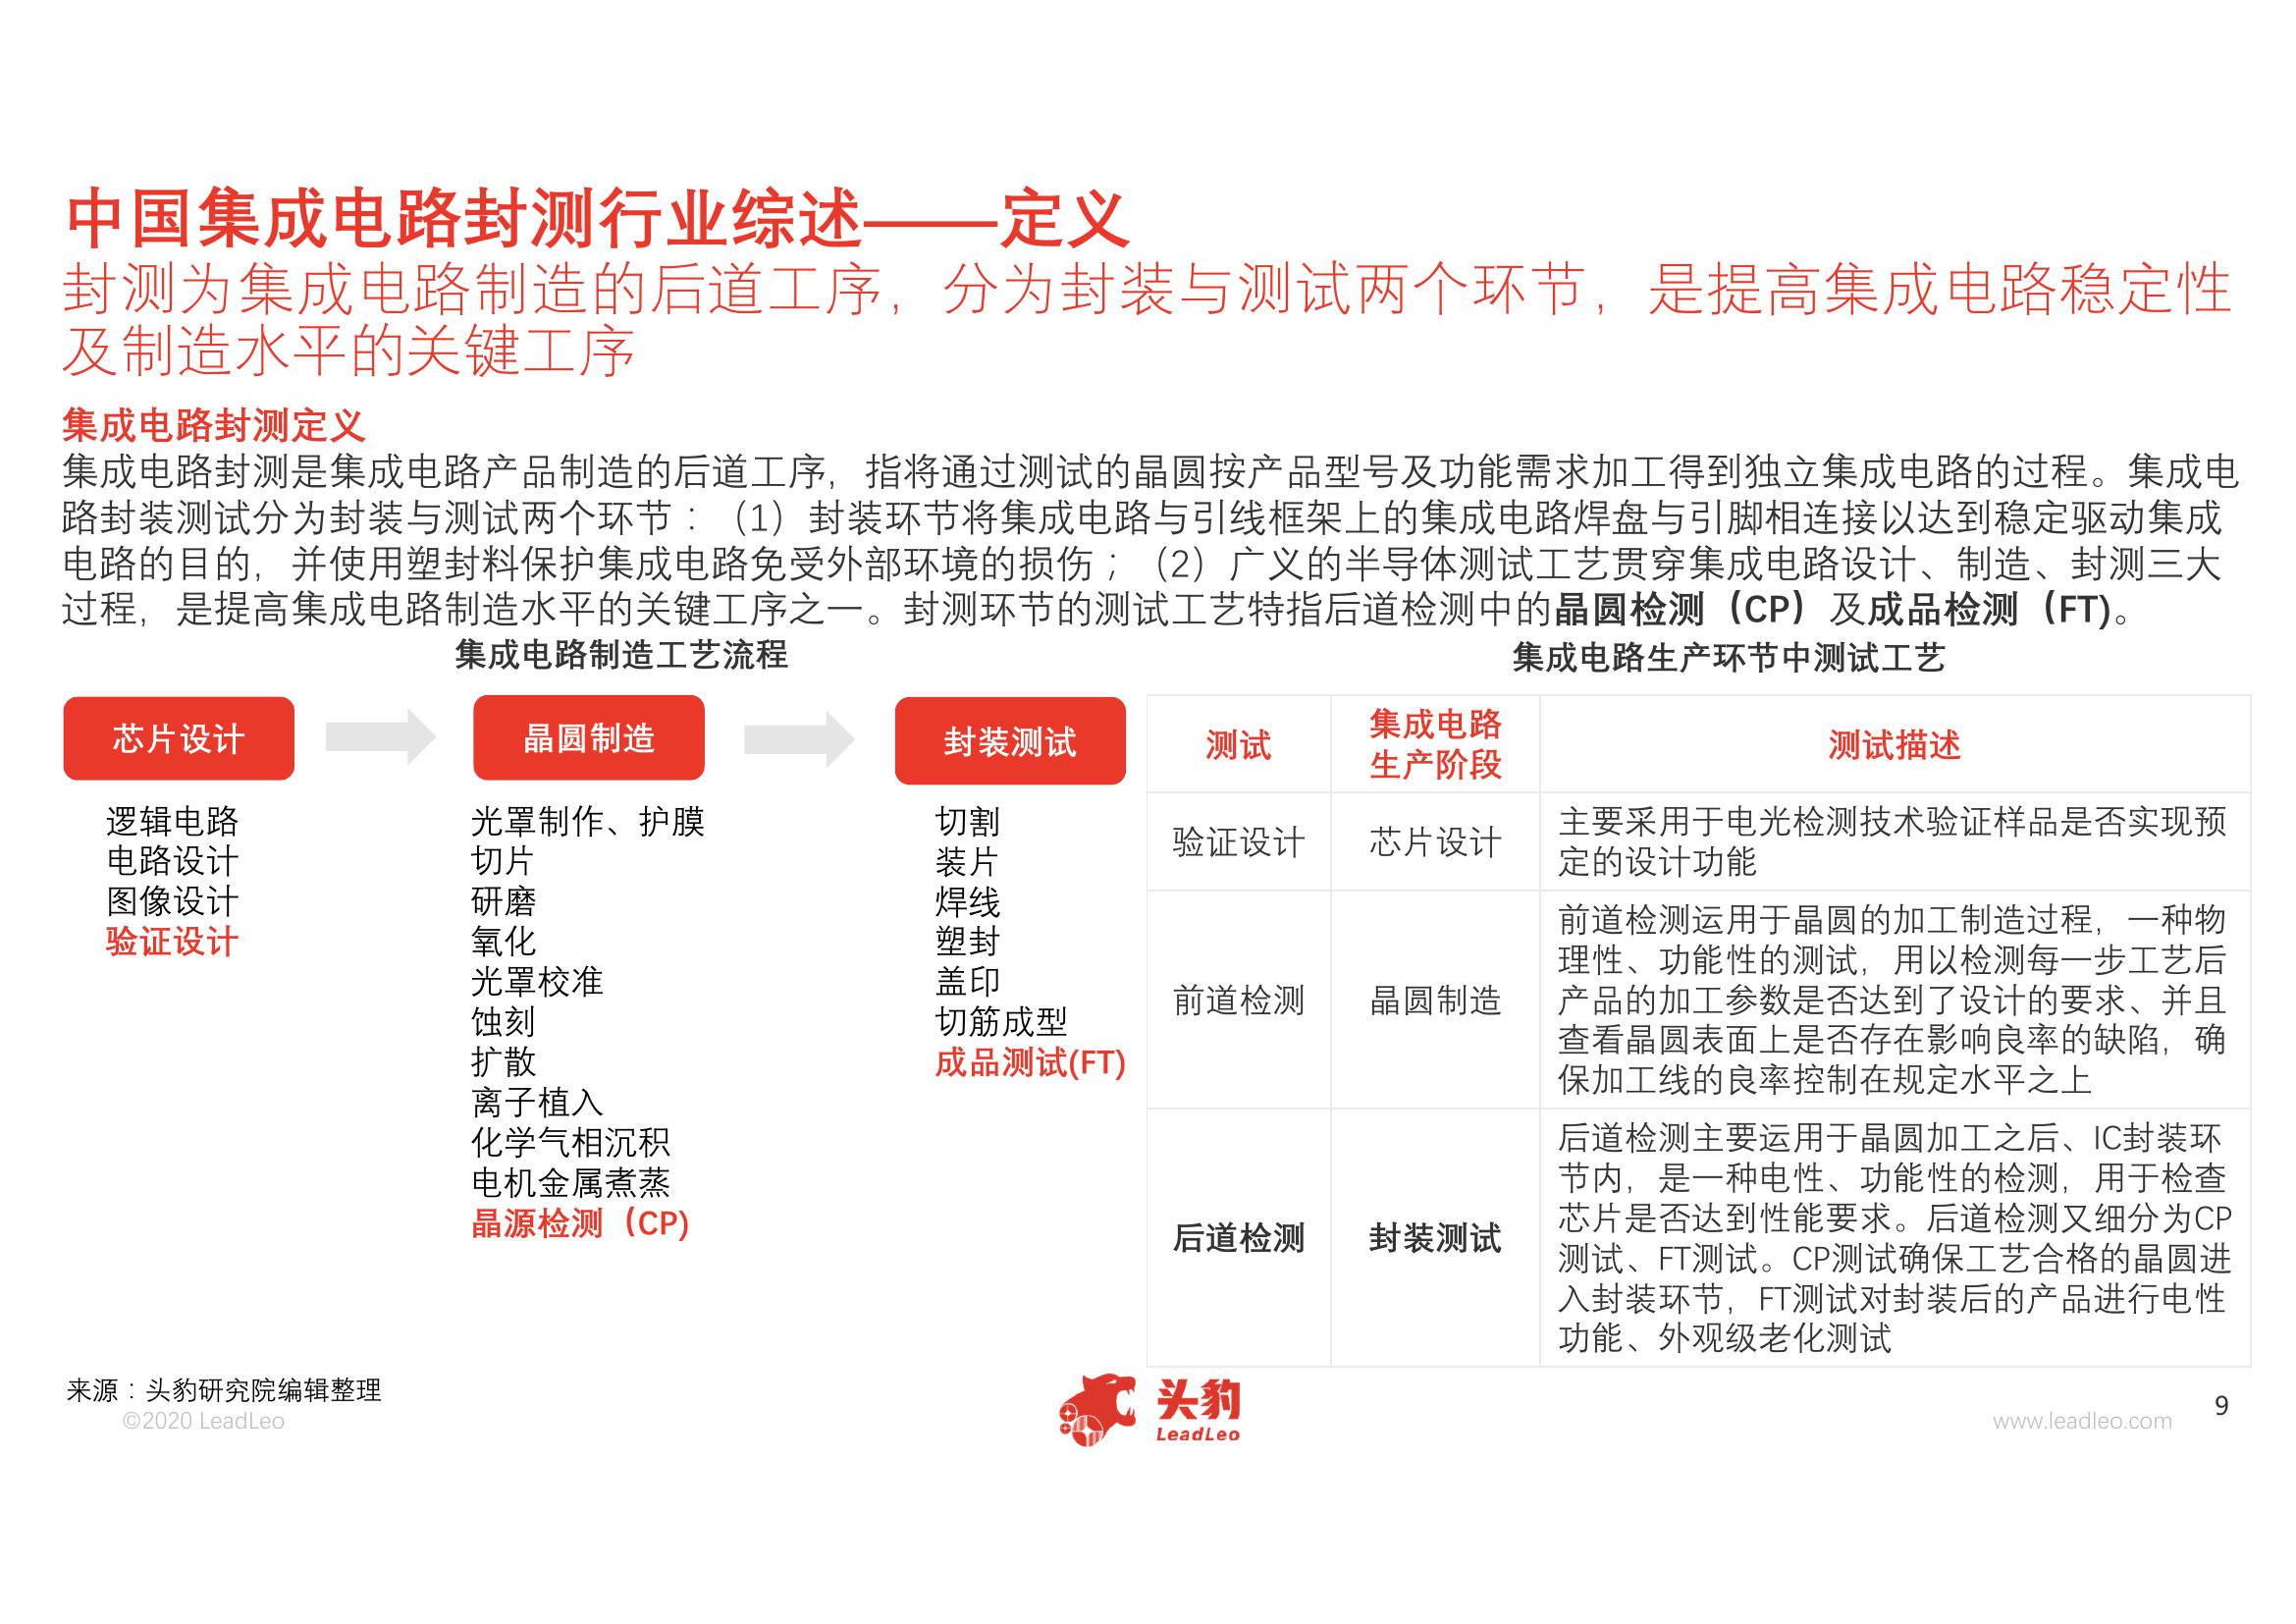 中国集成电路封测行业综述——定义
封测为集成电路制造的后道工序，分为封装与测试两个环节，是提高集成电路稳定性
及制造水平的关键工序
集成电路封测定义
集成电路封测是集成电路产品制造的后道工序，指将通过测试的晶圆按产品型号及功能需求加工得到独立集成电路的过程。集成电
路封装测试分为封装与测试两个环节：（1）封装环节将集成电路与引线框架上的集成电路焊盘与引脚相连接以达到稳定驱动集成
电路的目的，并使用塑封料保护集成电路免受外部环境的损伤；（2）广义的半导体测试工艺贯穿集成电路设计、制造、封测三大
过程，是提高集成电路制造水平的关键工序之一。封测环节的测试工艺特指后道检测中的晶圆检测（CP）及成品检测（FT)。
集成电路制造工艺流程
芯片设计
逻辑电路
电路设计
图像设计
验证设计
晶圆制造
光罩制作、护膜
切片
研磨
氧化
光罩校准
蚀刻
扩散
离子植入
化学气相沉积
电机金属煮蒸
晶源检测（CP)
封装测试
切割
装片
焊线
塑封
盖印
切筋成型
成品测试(FT)
集成电路生产环节中测试工艺
测试
集成电路
生产阶段
测试描述
验证设计
芯片设计
主要采用于电光检测技术验证样品是否实现预
定的设计功能
前道检测
晶圆制造
前道检测运用于晶圆的加工制造过程，一种物
理性、功能性的测试，用以检测每一步工艺后
产品的加工参数是否达到了设计的要求、并且
查看晶圆表面上是否存在影响良率的缺陷，确
保加工线的良率控制在规定水平之上
后道检测
封装测试
后道检测主要运用于晶圆加工之后、IC封装环
节内，是一种电性、功能性的检测，用于检查
芯片是否达到性能要求。后道检测又细分为CP
测试、FT测试。CP测试确保工艺合格的晶圆进
入封装环节，FT测试对封装后的产品进行电性
功能、外观级老化测试
来源：头豹研究院编辑整理
©2020 LeadLeo
头豹
LeadLeo
www.leadleo.com
9